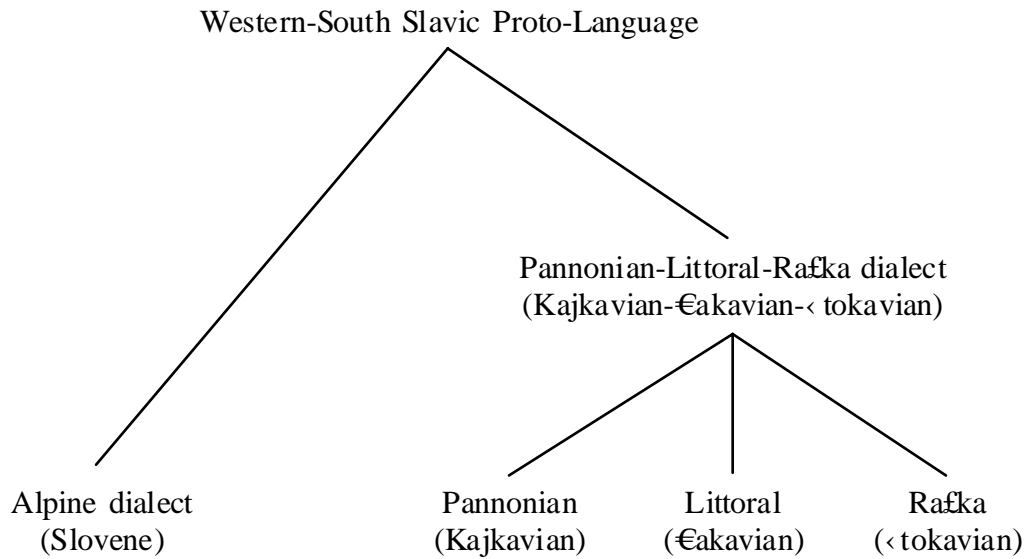 Western-South Slavic Proto-Language
Pannonian-Littoral-Ra£ka dialect
(Kajkavian-€akavian-‹tokavian)
Alpine dialect
(Slovene)
Pannonian
(Kajkavian)
Littoral
(€akavian)
Ra£ka
(‹tokavian)